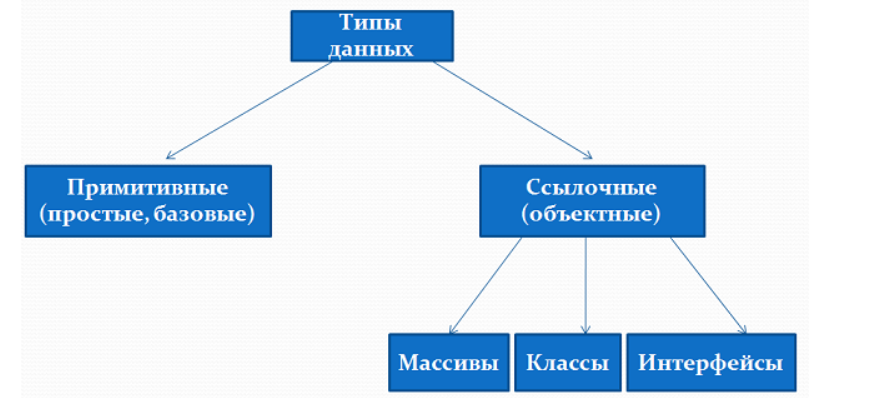 Типы
данных
Примитивные
(простые, базовые)
Ссылочные
(объектные)
Массивы
Классы
Интерфейсы